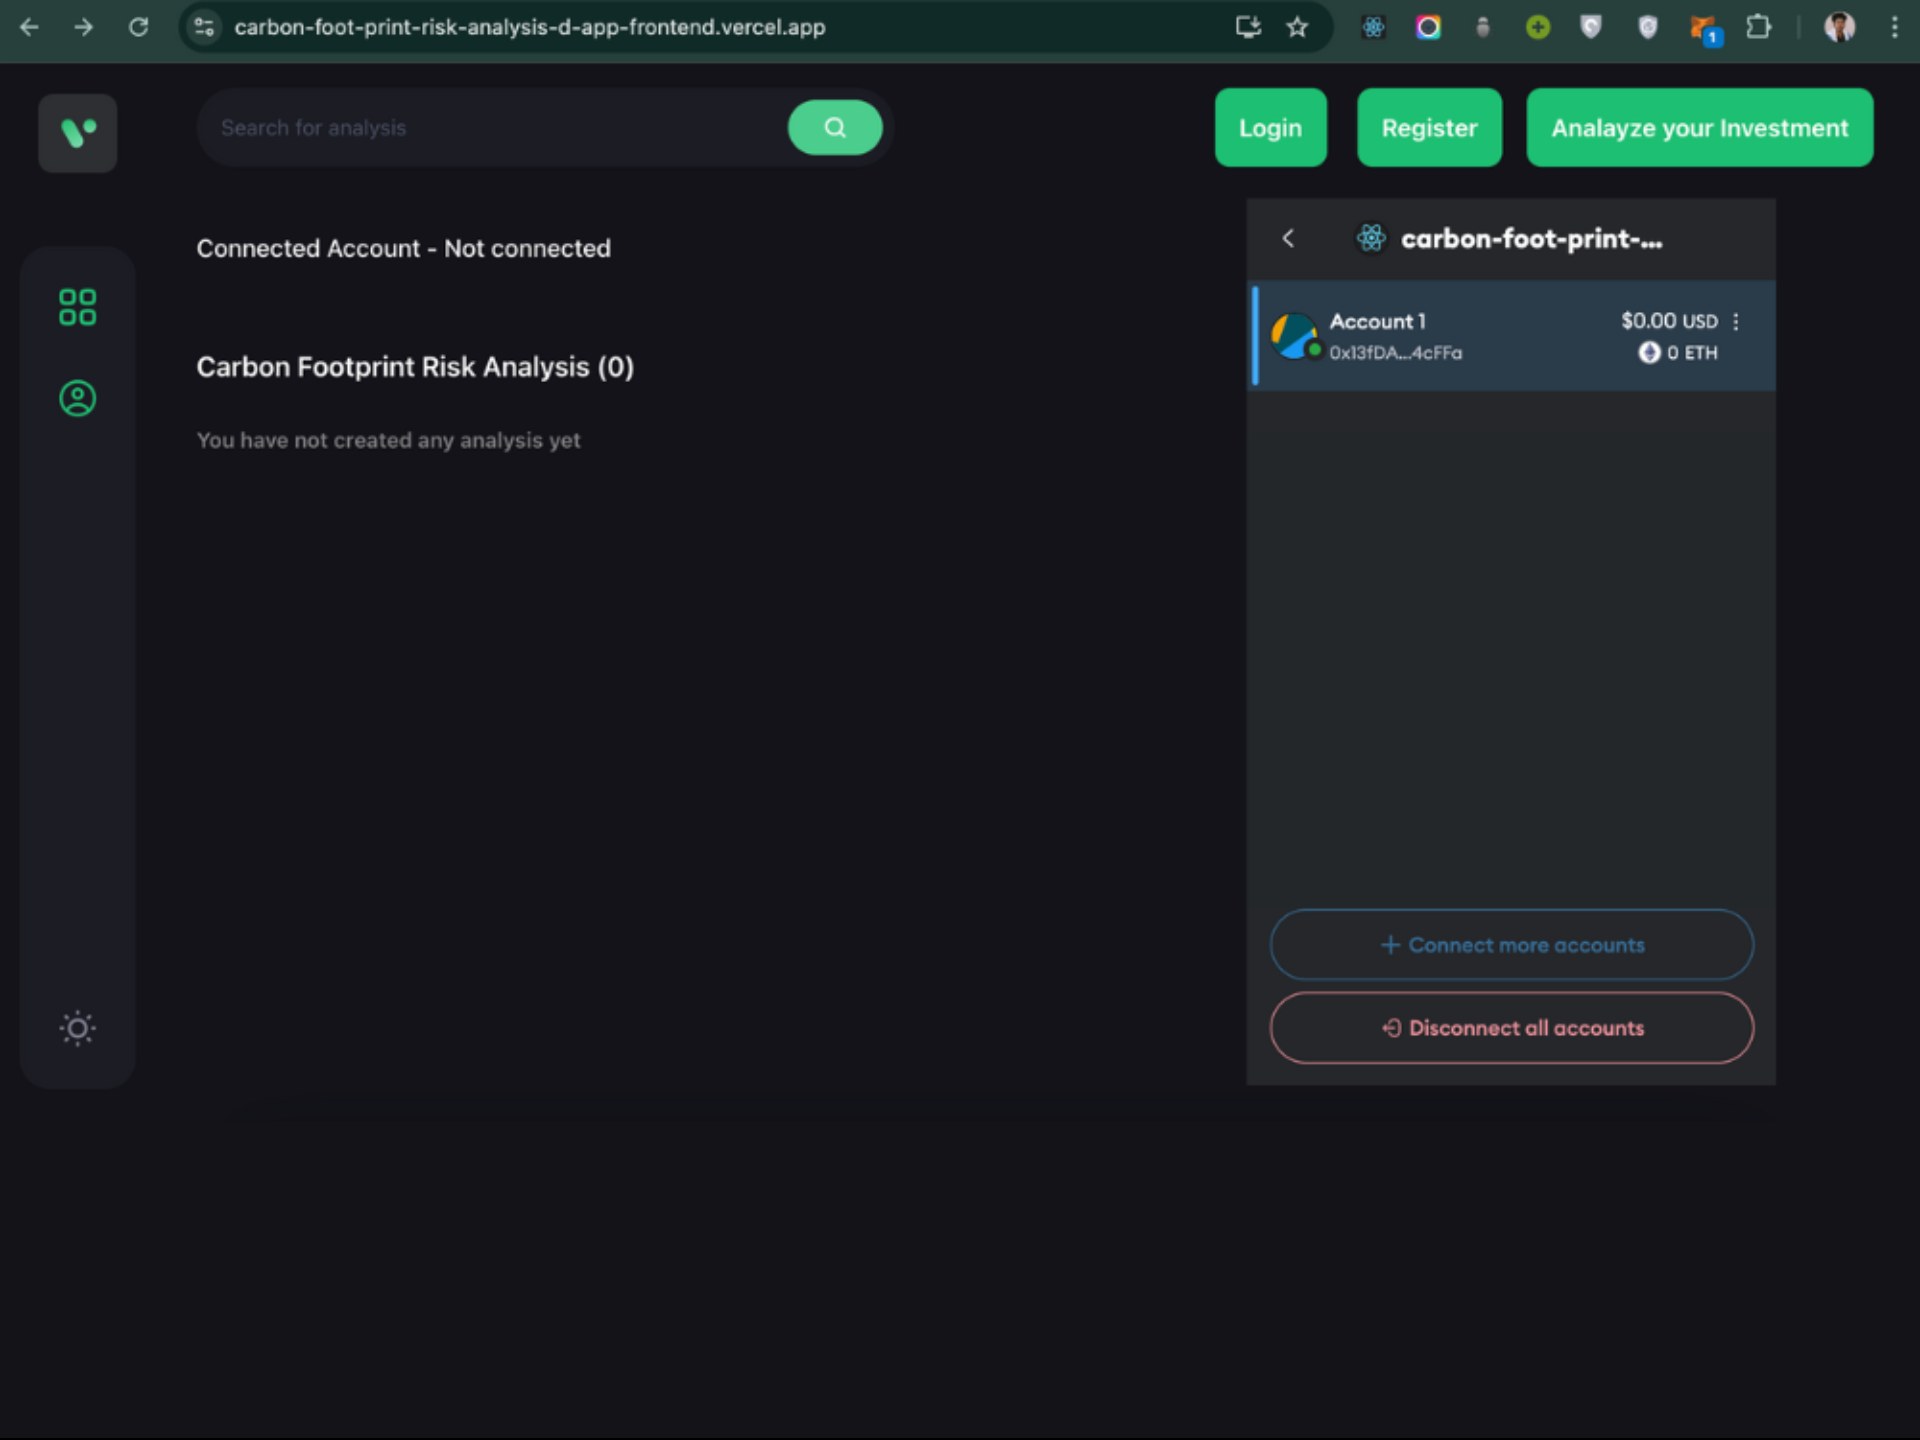 carbon-foot-print-risk-analysis-d-app-frontend.vercel.app
1
Search for analysis
Login
Register
Analayze your Investment
Connected Account - Not connected
Carbon Footprint Risk Analysis (0)
You have not created any analysis yet
carbon-foot-print-...
Account 1
$0.00 USD
0x13fDA...4cFFa
0 ETH
Connect more accounts
Disconnect all accounts